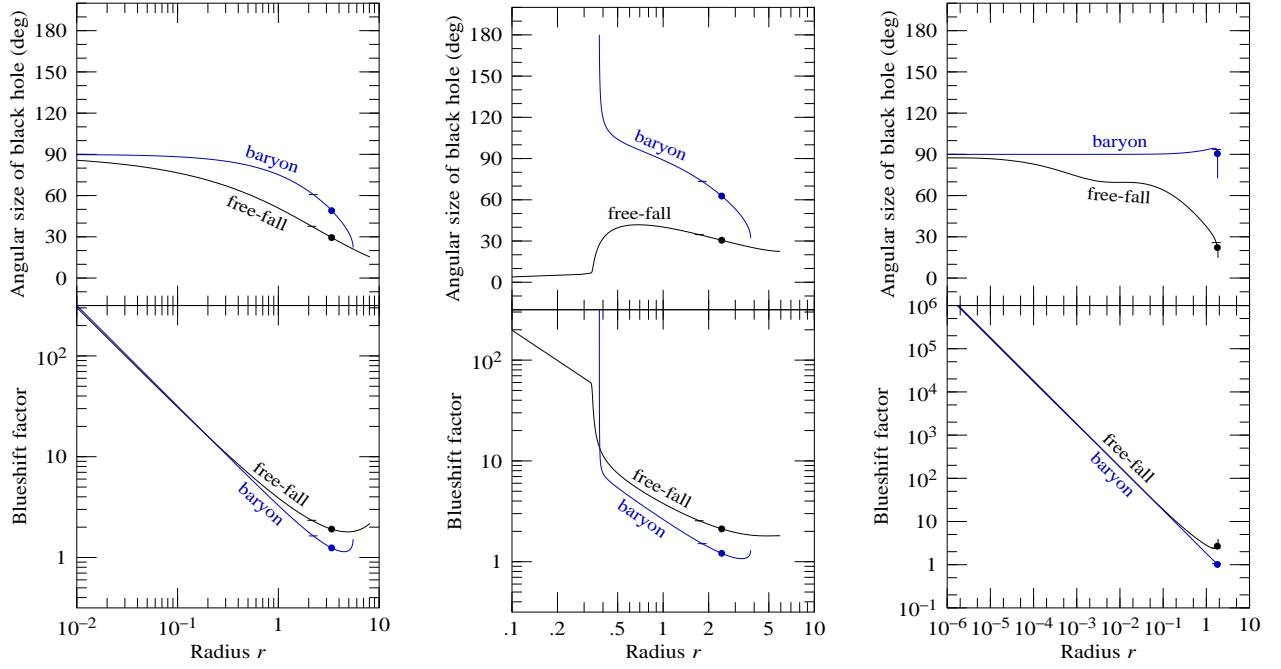 Angular size of black hole (deg)
180
150
120
90
60
30
0
baryon
free-fall
Blueshift factor
10²
10
1
free-fall
baryon
10⁻² 10⁻¹ 1 10
Radius r
Angular size of black hole (deg)
180
150
120
90
60
30
0
baryon
free-fall
Blueshift factor
10²
10
1
free-fall
baryon
.1 .2 .5 1 2 5 10
Radius r
Angular size of black hole (deg)
180
150
120
90
60
30
0
baryon
free-fall
Blueshift factor
10⁶
10⁵
10⁴
10³
10²
10
1
10⁻¹
free-fall
baryon
10⁻⁶ 10⁻⁵ 10⁻⁴ 10⁻³ 10⁻² 10⁻¹ 1 10
Radius r